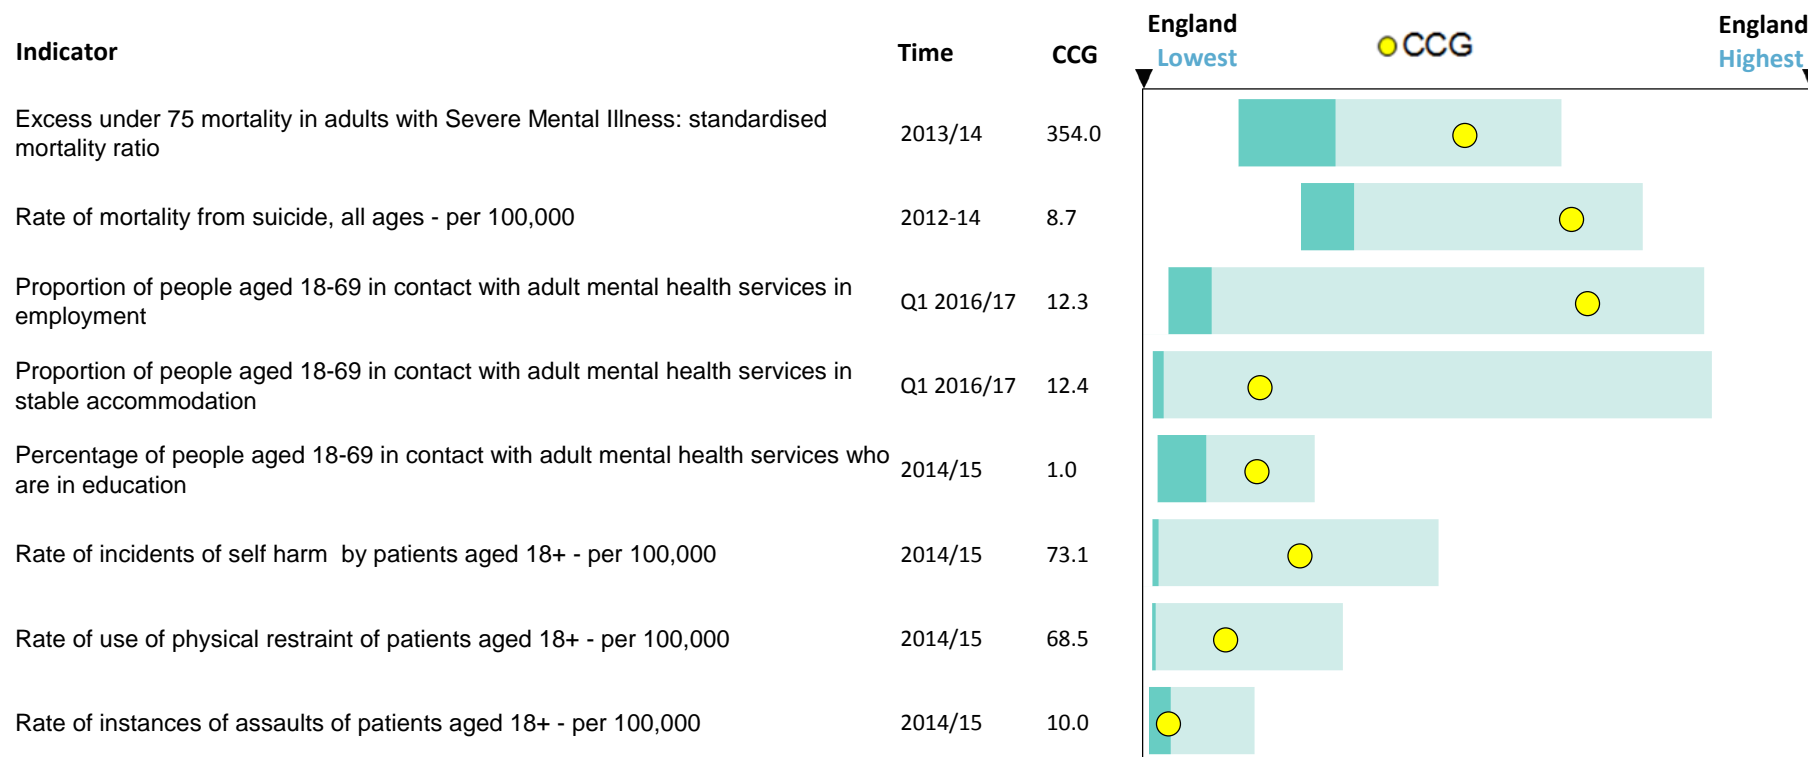 England England
Indicator Time CCG Lowest CCG Highest
Excess under 75 mortality in adults with Severe Mental Illness: standardised
mortality ratio 2013/14 354.0
Rate of mortality from suicide, all ages - per 100,000 2012-14 8.7
Proportion of people aged 18-69 in contact with adult mental health services in
employment Q1 2016/17 12.3
Proportion of people aged 18-69 in contact with adult mental health services in
stable accommodation Q1 2016/17 12.4
Percentage of people aged 18-69 in contact with adult mental health services who
are in education 2014/15 1.0
Rate of incidents of self harm  by patients aged 18+ - per 100,000 2014/15 73.1
Rate of use of physical restraint of patients aged 18+ - per 100,000 2014/15 68.5
Rate of instances of assaults of patients aged 18+ - per 100,000 2014/15 10.0